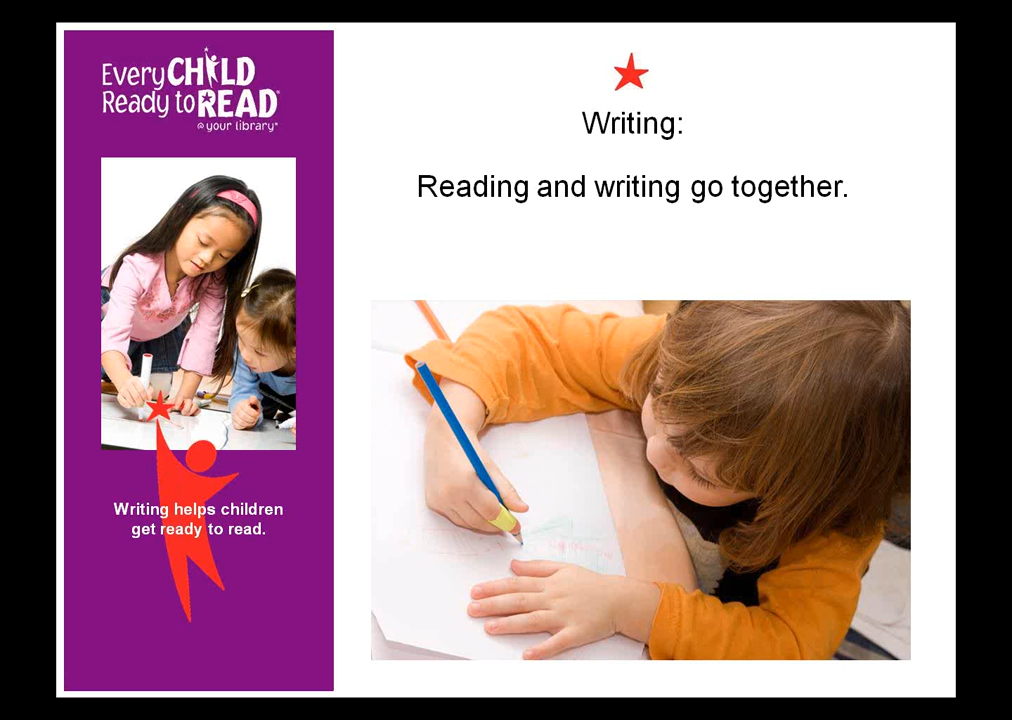 Every CHILD
Ready to READ®
@ your library®
Writing helps children
get ready to read.
Writing:
Reading and writing go together.